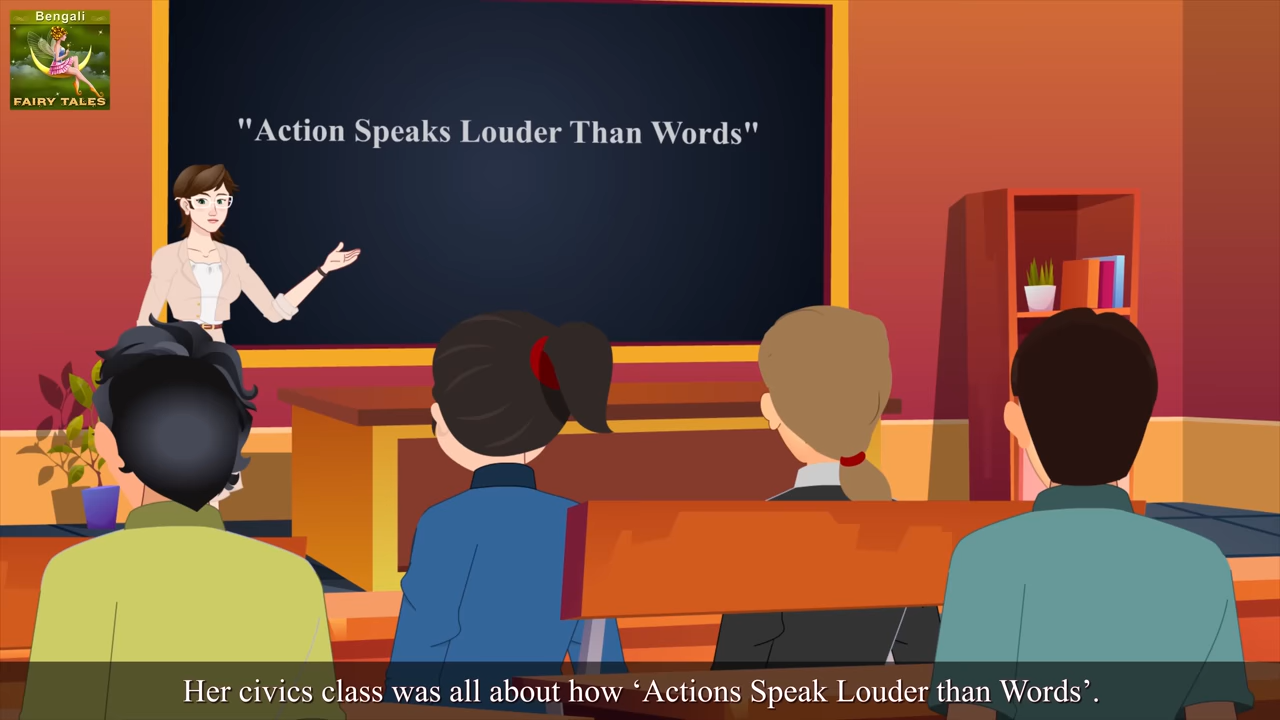 Bengali
FAIRY TALES
"Action Speaks Louder Than Words"
Her civics class was all about how ‘Actions Speak Louder than Words’.